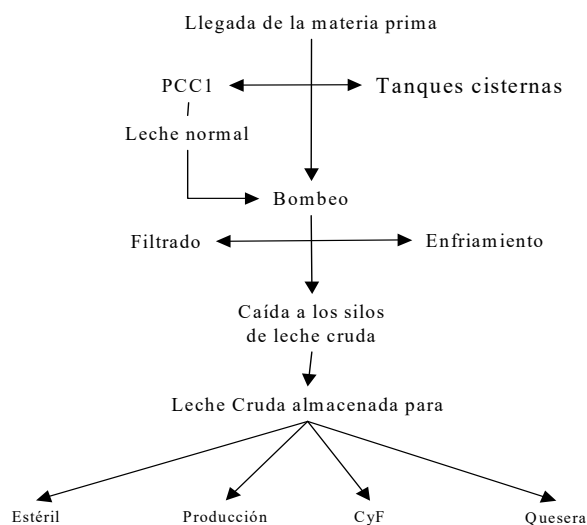 Llegada de la materia prima
PCC1
Tanques cisternas
Leche normal
Bombeo
Filtrado
Enfriamiento
Caída a los silos
de leche cruda
Leche Cruda almacenada para
Estéril
Producción
CyF
Quesera